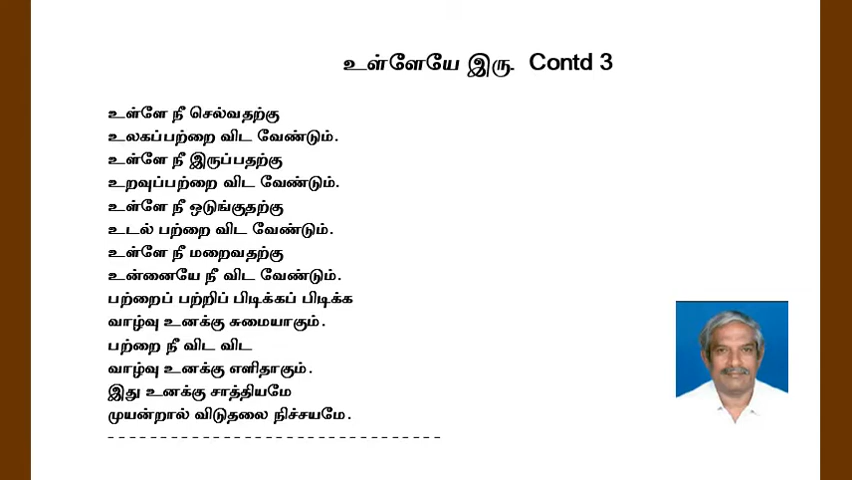 உள்ளேயே இரு. Contd 3
உள்ளே நீ செல்வதற்கு
உலகப்பற்றை விட வேண்டும்.
உள்ளே நீ இருப்பதற்கு
உறவுப்பற்றை விட வேண்டும்.
உள்ளே நீ ஒடுங்குதற்கு
உடல் பற்றை விட வேண்டும்.
உள்ளே நீ மறைவதற்கு
உன்னையே நீ விட வேண்டும்.
பற்றைப் பற்றிப் பிடிக்கப் பிடிக்க
வாழ்வு உனக்கு சுமையாகும்.
பற்றை நீ விட விட
வாழ்வு உனக்கு எளிதாகும்.
இது உனக்கு சாத்தியமே
முயன்றால் விடுதலை நிச்சயமே.